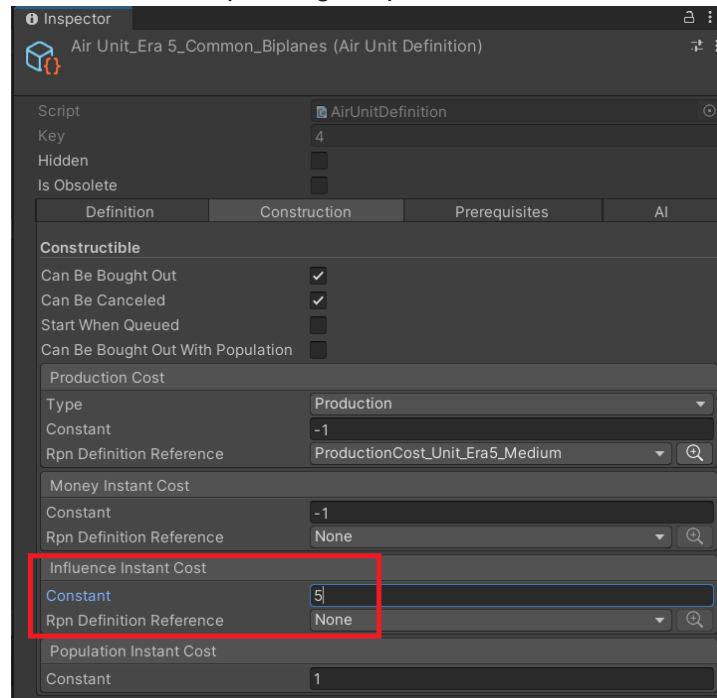 Inspector
Air Unit_Era 5_Common_Biplanes (Air Unit Definition)
Script AirUnitDefinition
Key 4
Hidden
Is Obsolete
Definition Construction Prerequisites AI
Constructible
Can Be Bought Out
Can Be Canceled
Start When Queued
Can Be Bought Out With Population
Production Cost
Type Production
Constant -1
Rpn Definition Reference ProductionCost_Unit_Era5_Medium
Money Instant Cost
Constant -1
Rpn Definition Reference None
Influence Instant Cost
Constant 5
Rpn Definition Reference None
Population Instant Cost
Constant 1